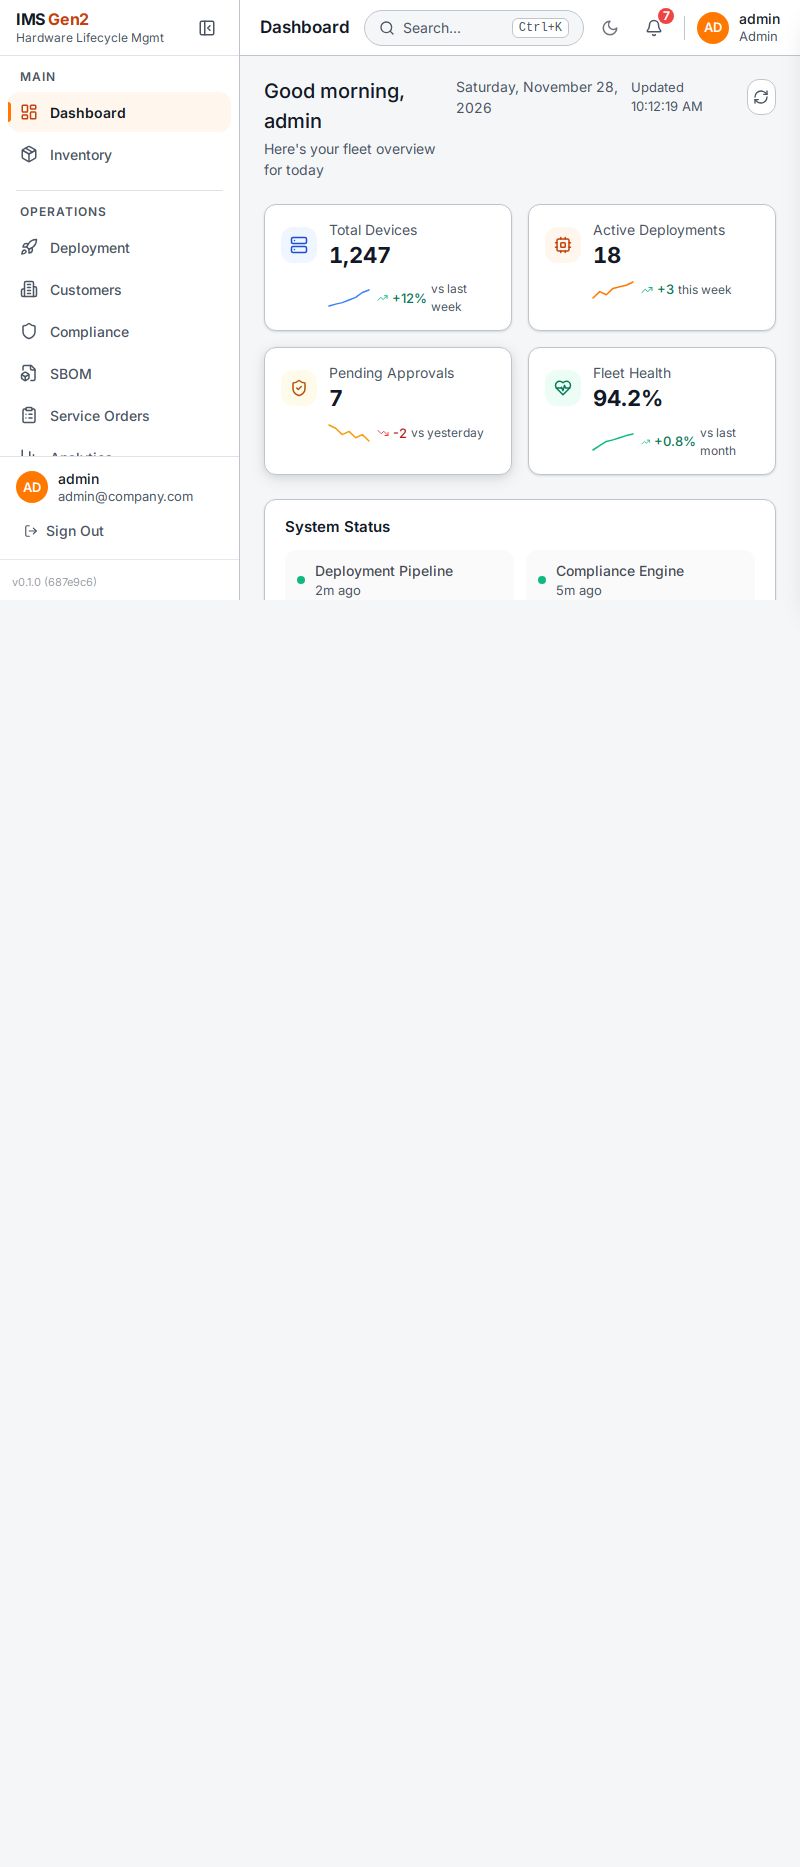 IMS Gen2
Hardware Lifecycle Mgmt
MAIN
Dashboard
Inventory
OPERATIONS
Deployment
Customers
Compliance
SBOM
Service Orders
Analytics
AD
admin
admin@company.com
Sign Out
v0.1.0 (687e9c6)
Dashboard
Search...
Ctrl+K
7
AD
admin
Admin
Good morning,
admin
Here's your fleet overview
for today
Saturday, November 28,
2026
Updated
10:12:19 AM
Total Devices
1,247
+12% vs last
week
Active Deployments
18
+3 this week
Pending Approvals
7
-2 vs yesterday
Fleet Health
94.2%
+0.8% vs last
month
System Status
Deployment Pipeline
2m ago
Compliance Engine
5m ago